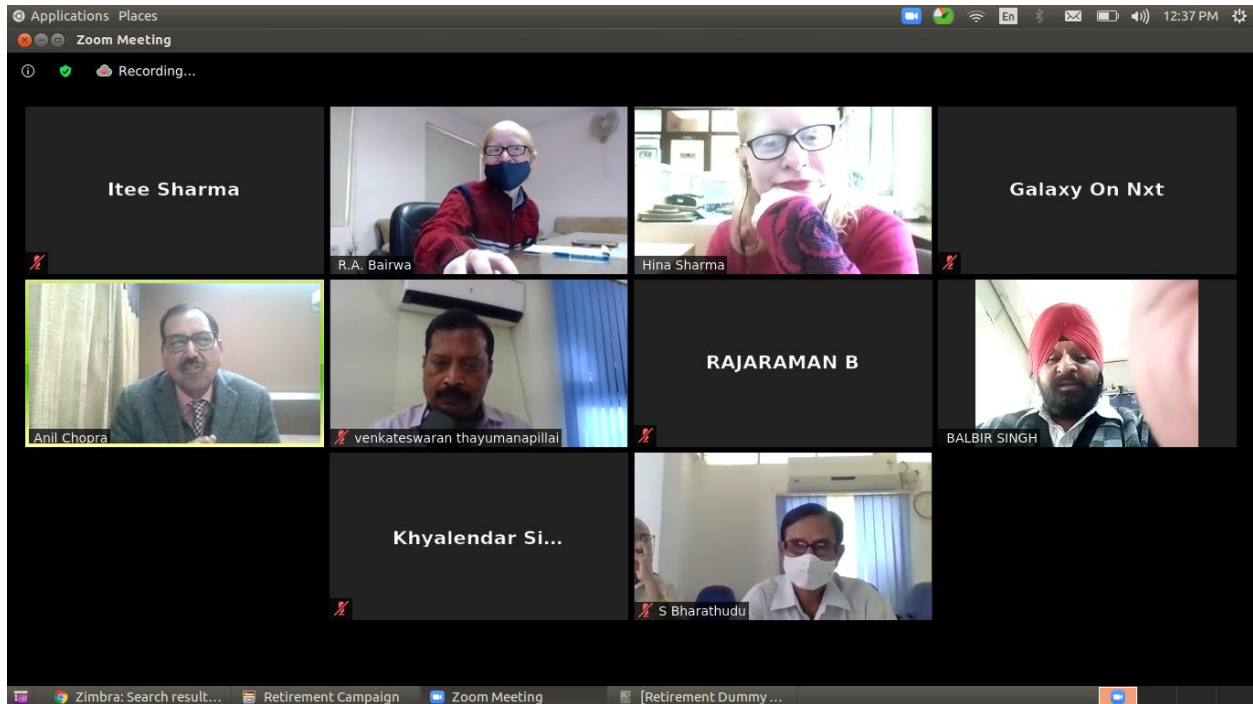 Applications Places
En
12:37 PM
Zoom Meeting
Recording...
Itee Sharma
R.A. Bairwa
Hina Sharma
Galaxy On Nxt
Anil Chopra
venkateswaran thayumanapillai
RAJARAMAN B
BALBIR SINGH
Khyalendar Si...
S Bharathudu
Zimbra: Search result...
Retirement Campaign
Zoom Meeting
[Retirement Dummy ...